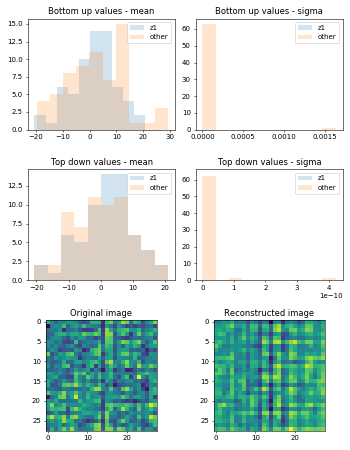 Bottom up values - mean
Bottom up values - sigma
15.0
12.5
10.0
7.5
5.0
2.5
0.0
−20 −10 0 10 20 30
z1
other
60
50
40
30
20
10
0
0.0000 0.0005 0.0010 0.0015
z1
other
Top down values - mean
Top down values - sigma
12.5
10.0
7.5
5.0
2.5
0.0
−20 −10 0 10 20
z1
other
60
50
40
30
20
10
0
0 1 2 3 4
1e−10
z1
other
Original image
Reconstructed image
0
5
10
15
20
25
0 10 20
0
5
10
15
20
25
0 10 20